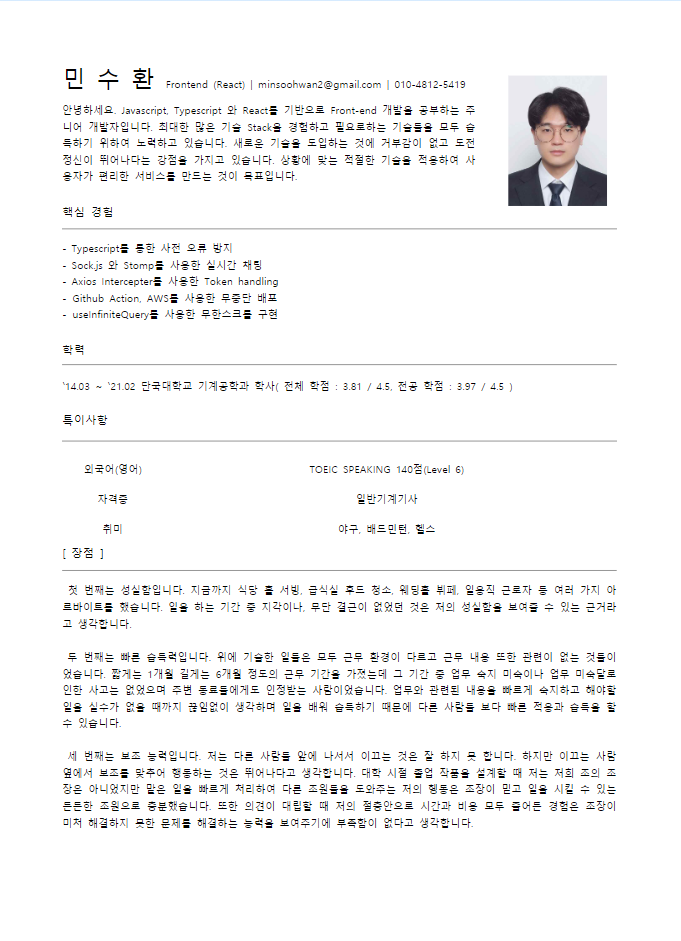 민 수 환 Frontend (React) | minsoohwan2@gmail.com | 010-4812-5419
안녕하세요. Javascript, Typescript 와 React를 기반으로 Front-end 개발을 공부하는 주
니어 개발자입니다. 최대한 많은 기술 Stack을 경험하고 필요로하는 기술들을 모두 습
득하기 위하여 노력하고 있습니다. 새로운 기술을 도입하는 것에 거부감이 없고 도전
정신이 뛰어나다는 강점을 가지고 있습니다. 상황에 맞는 적절한 기술을 적용하여 사
용자가 편리한 서비스를 만드는 것이 목표입니다.
핵심 경험
- Typescript를 통한 사전 오류 방지
- Sock.js 와 Stomp를 사용한 실시간 채팅
- Axios Intercepter를 사용한 Token handling
- Github Action, AWS를 사용한 무중단 배포
- useInfiniteQuery를 사용한 무한스크롤 구현
학력
`14.03 ~ `21.02 단국대학교 기계공학과 학사( 전체 학점 : 3.81 / 4.5, 전공 학점 : 3.97 / 4.5 )
특이사항
외국어(영어) TOEIC SPEAKING 140점(Level 6)
자격증 일반기계기사
취미 야구, 배드민턴, 헬스
[ 장점 ]
첫 번째는 성실함입니다. 지금까지 식당 홀 서빙, 급식실 후드 청소, 웨딩홀 뷔페, 일용직 근로자 등 여러 가지 아
르바이트를 했습니다. 일을 하는 기간 중 지각이나, 무단 결근이 없었던 것은 저의 성실함을 보여줄 수 있는 근거라
고 생각합니다.
두 번째는 빠른 습득력입니다. 위에 기술한 일들은 모두 근무 환경이 다르고 근무 내용 또한 관련이 없는 것들이
었습니다. 짧게는 1개월 길게는 6개월 정도의 근무 기간을 가졌는데 그 기간 중 업무 숙지 미숙이나 업무 미숙달로
인한 사고는 없었으며 주변 동료들에게도 인정받는 사람이었습니다. 업무와 관련된 내용을 빠르게 숙지하고 해야할
일을 실수가 없을 때까지 끊임없이 생각하며 일을 배워 습득하기 때문에 다른 사람들 보다 빠른 적응과 습득을 할
수 있습니다.
세 번째는 보조 능력입니다. 저는 다른 사람들 앞에 나서서 이끄는 것은 잘 하지 못 합니다. 하지만 이끄는 사람
옆에서 보조를 맞추어 행동하는 것은 뛰어나다고 생각합니다. 대학 시절 졸업 작품을 설계할 때 저는 저희 조의 조
장은 아니었지만 맡은 일을 빠르게 처리하여 다른 조원들을 도와주는 저의 행동은 조장이 믿고 일을 시킬 수 있는
든든한 조원으로 충분했습니다. 또한 의견이 대립할 때 저의 절충안으로 시간과 비용 모두 줄어든 경험은 조장이
미처 해결하지 못한 문제를 해결하는 능력을 보여주기에 부족함이 없다고 생각합니다.